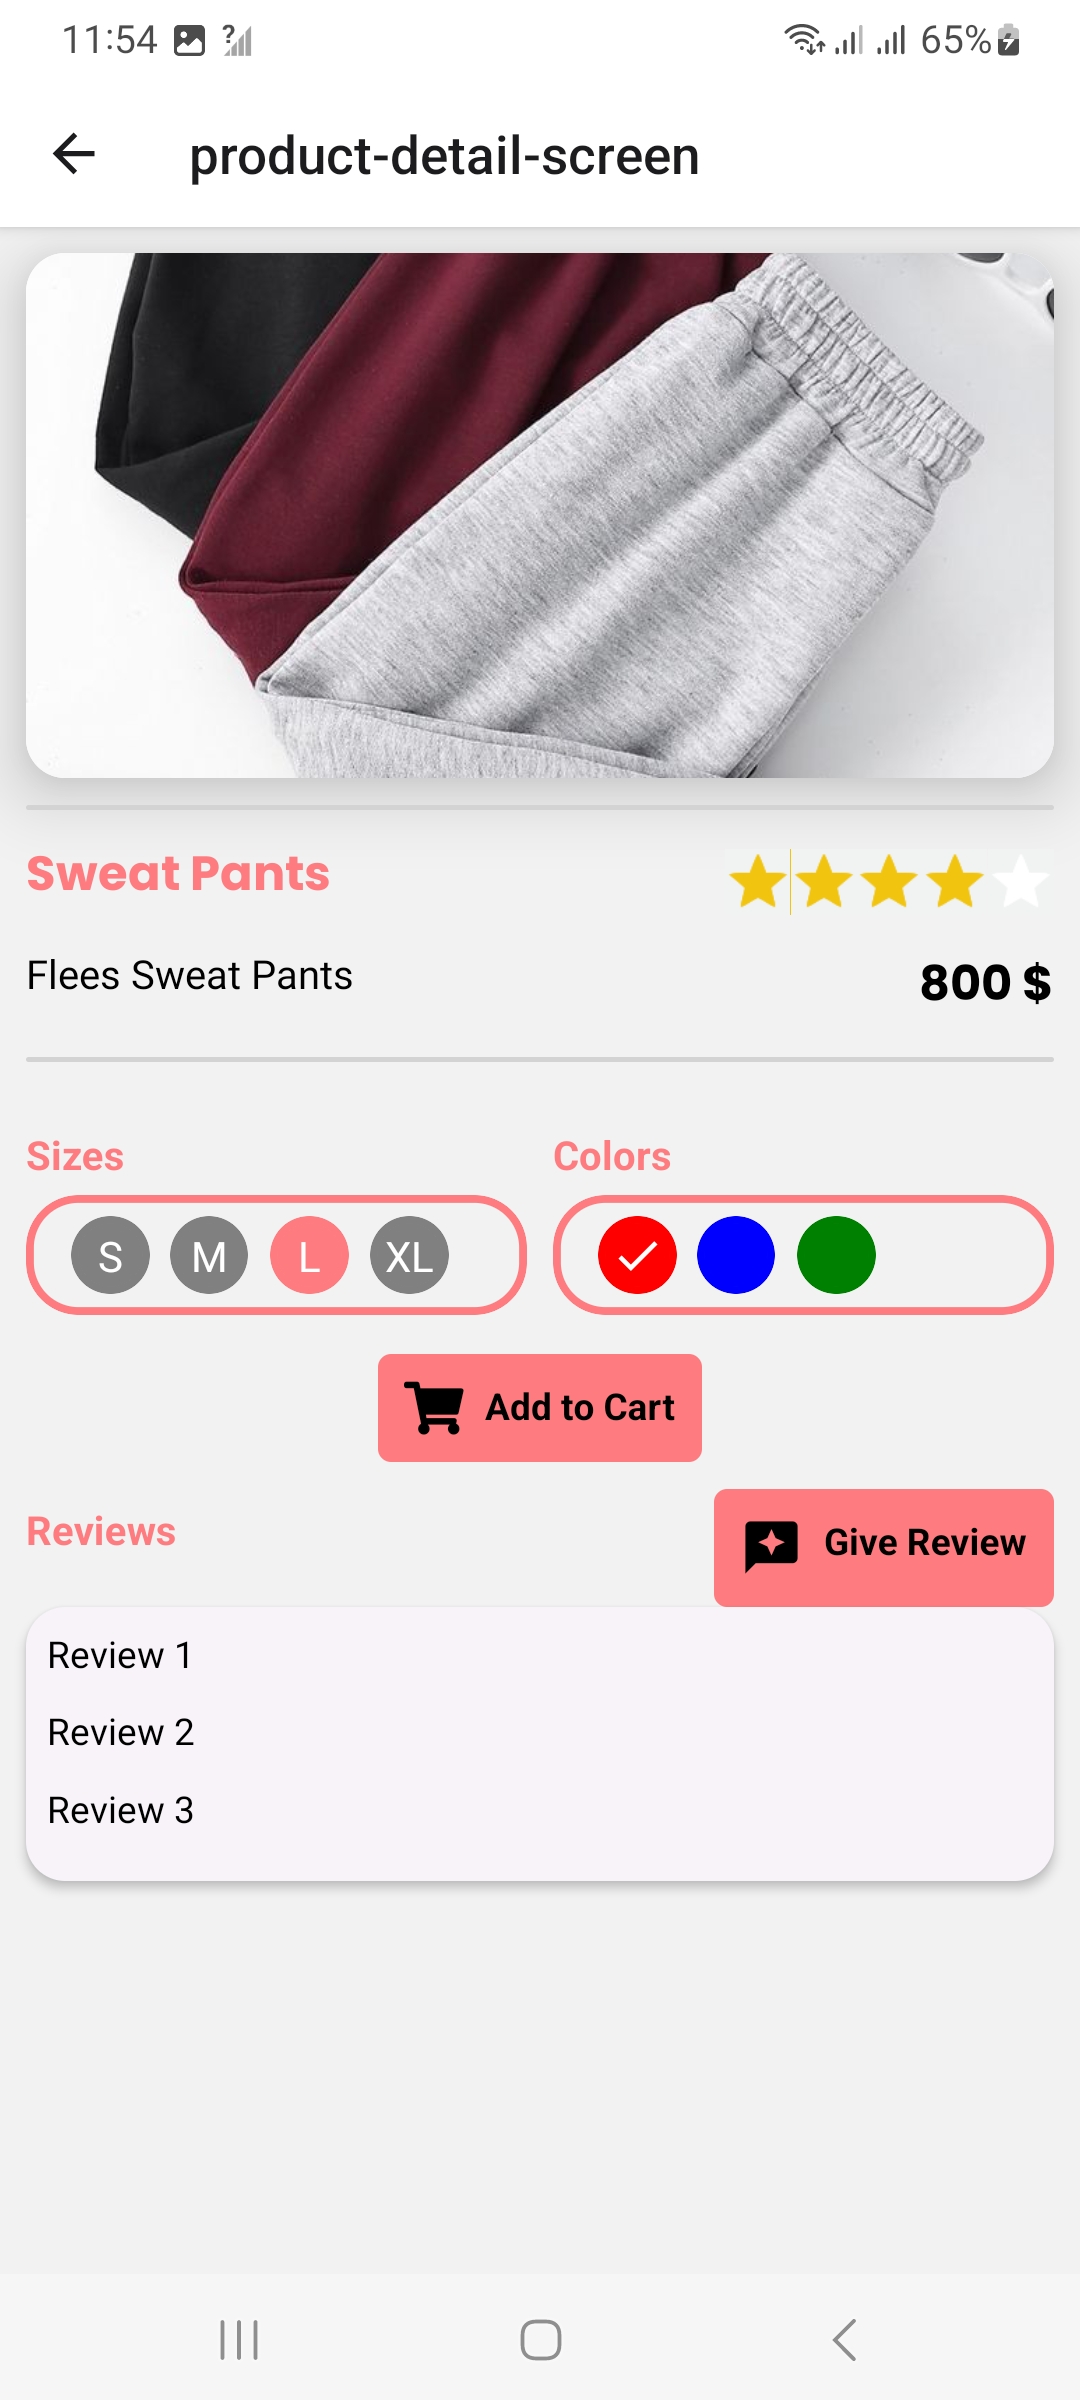 11:54 ? 65%
product-detail-screen
Sweat Pants
Flees Sweat Pants
800 $
Sizes Colors
S M L XL
Add to Cart
Reviews
Give Review
Review 1
Review 2
Review 3